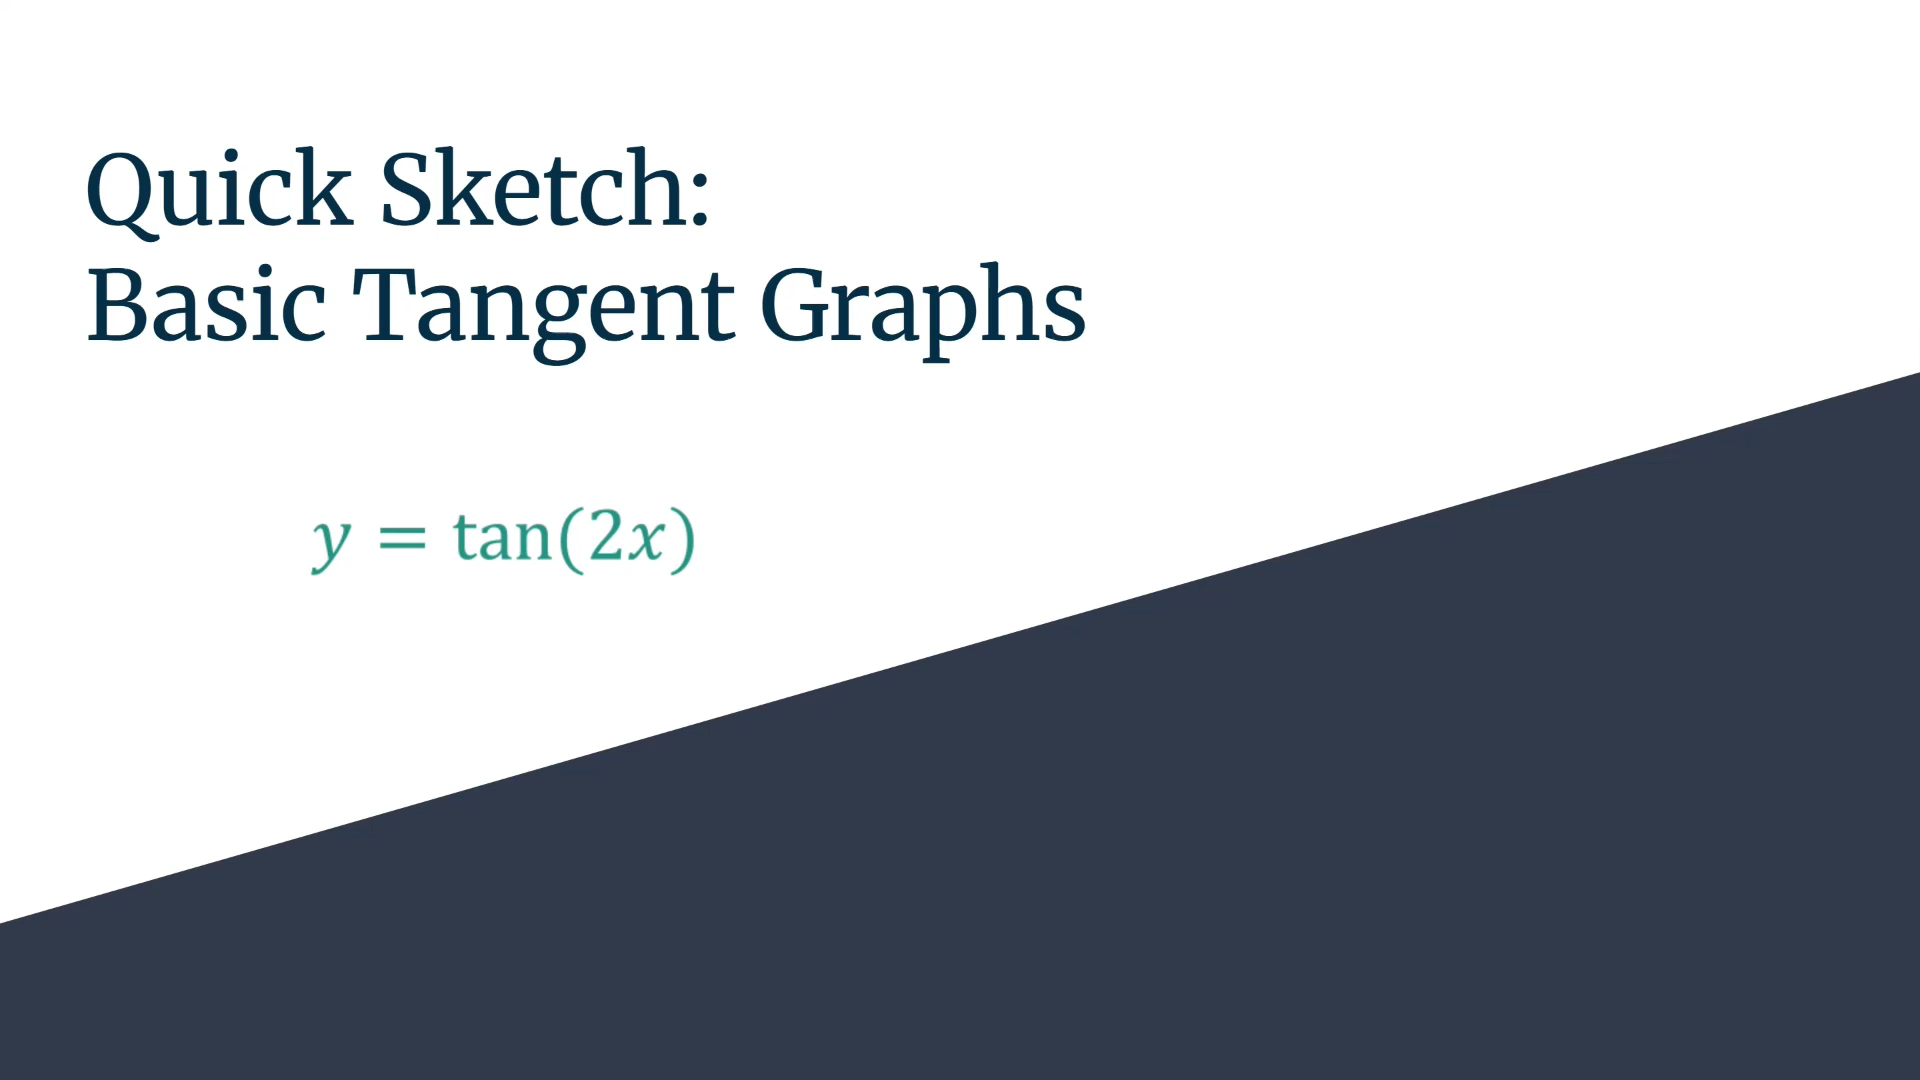 Quick Sketch:
Basic Tangent Graphs
y = tan(2x)